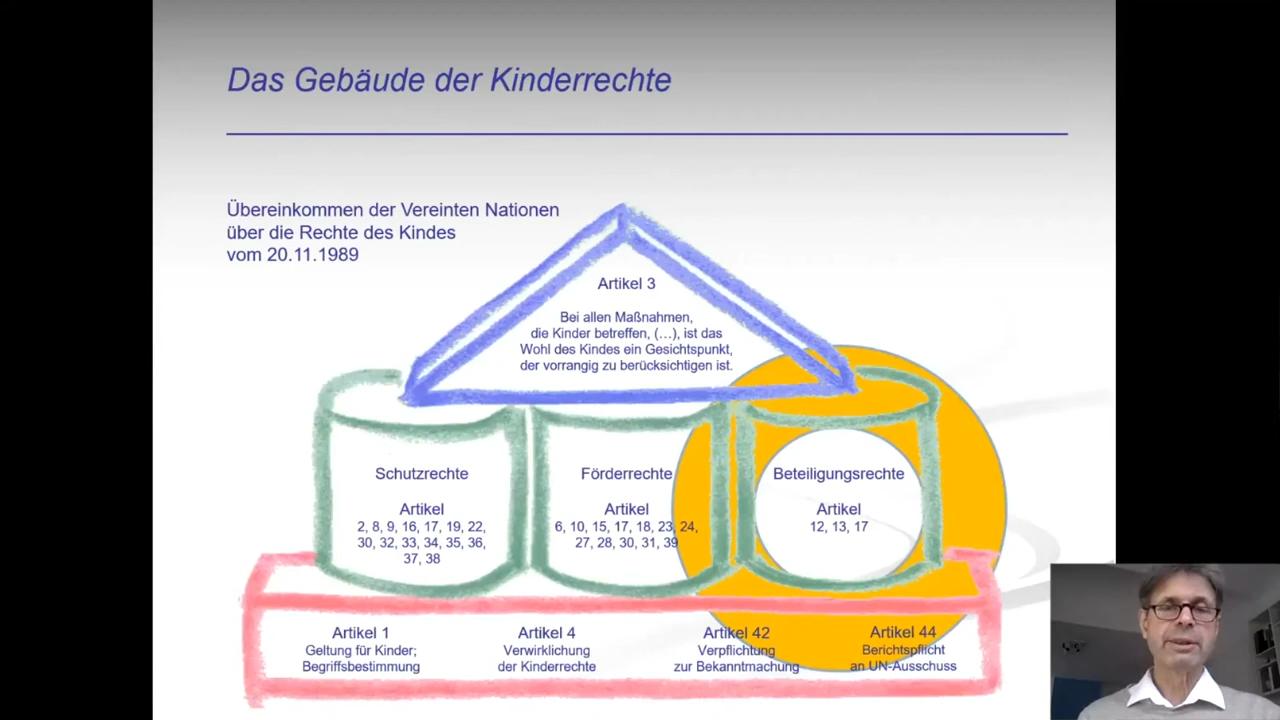 Das Gebäude der Kinderrechte
Übereinkommen der Vereinten Nationen
über die Rechte des Kindes
vom 20.11.1989
Artikel 3
Bei allen Maßnahmen,
die Kinder betreffen, (…), ist das
Wohl des Kindes ein Gesichtspunkt,
der vorrangig zu berücksichtigen ist.
Schutzrechte
Artikel
2, 8, 9, 16, 17, 19, 22,
30, 32, 33, 34, 35, 36,
37, 38
Förderrechte
Artikel
6, 10, 15, 17, 18, 23, 24,
27, 28, 30, 31, 39
Beteiligungsrechte
Artikel
12, 13, 17
Artikel 1
Geltung für Kinder;
Begriffsbestimmung
Artikel 4
Verwirklichung
der Kinderrechte
Artikel 42
Verpflichtung
zur Bekanntmachung
Artikel 44
Berichtspflicht
an UN-Ausschuss